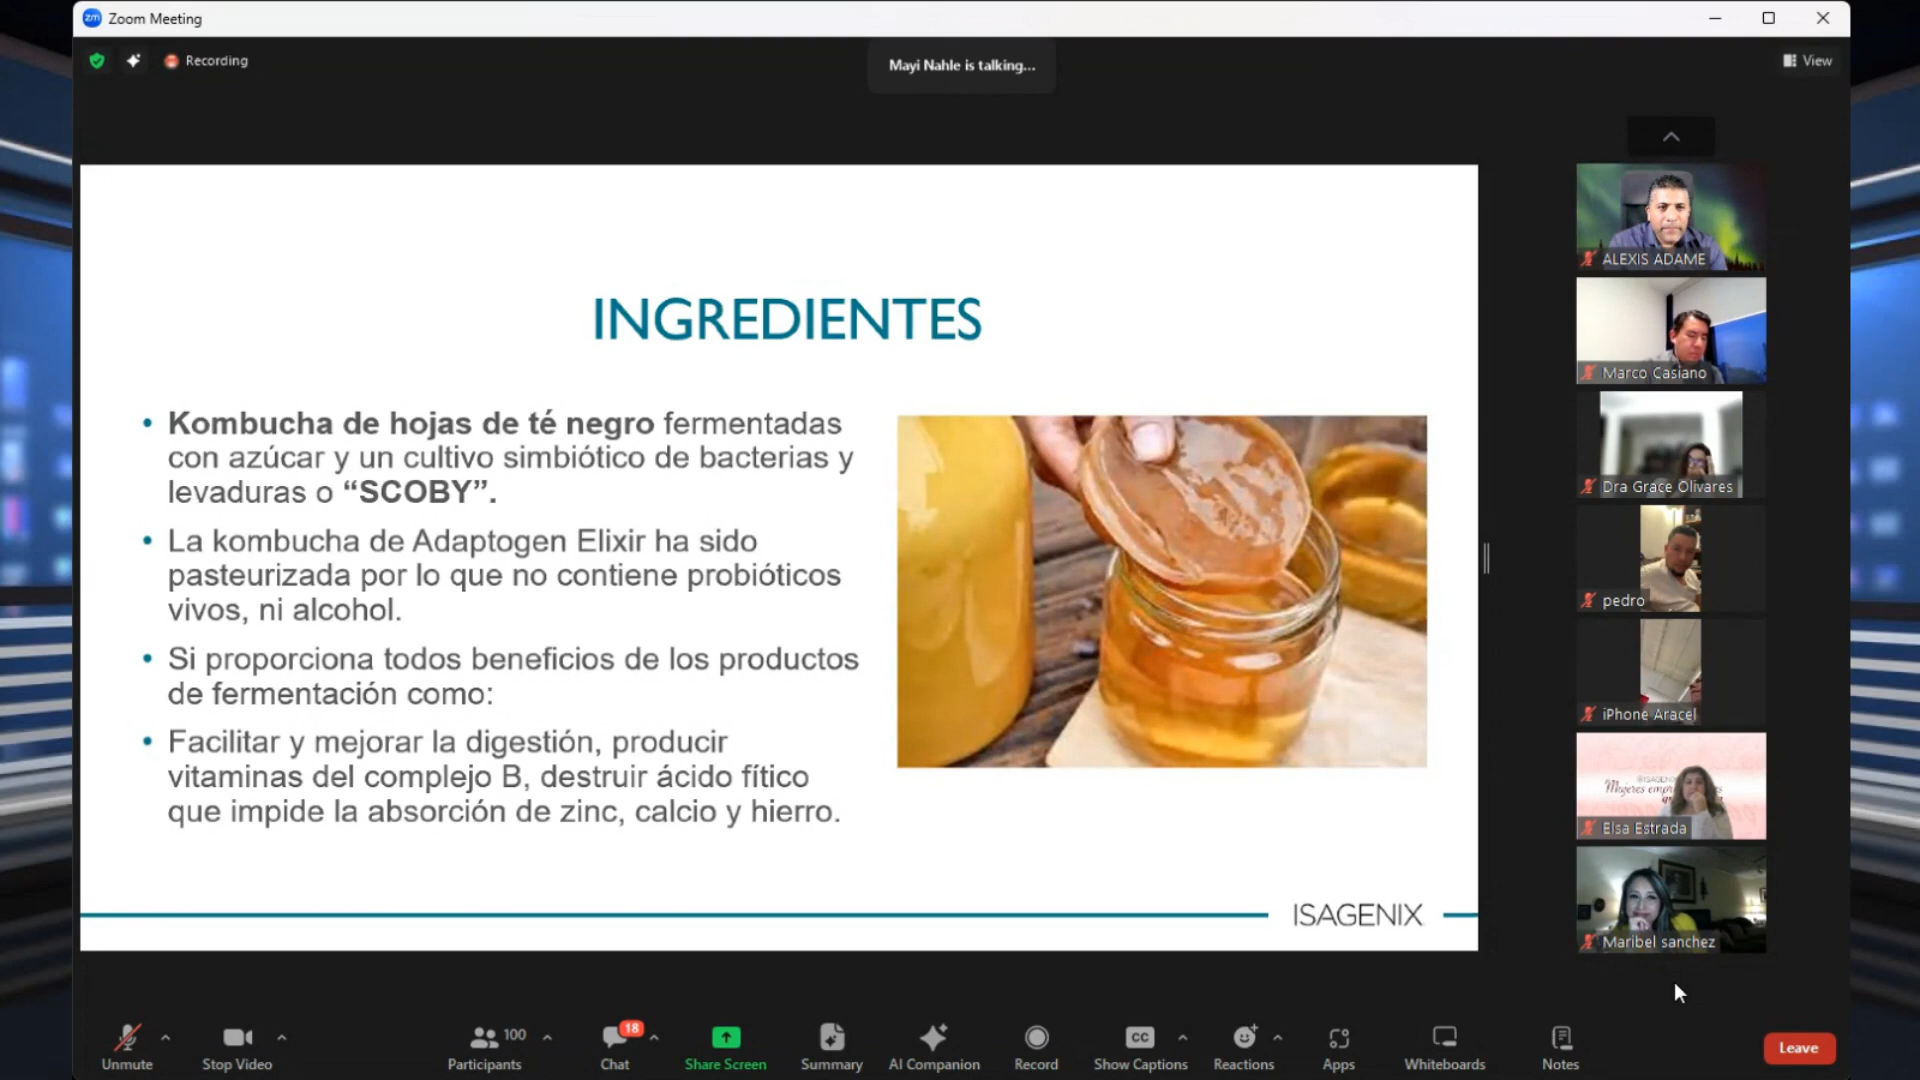 Zoom Meeting
Recording
Mayi Nahle is talking...
View
INGREDIENTES
• Kombucha de hojas de té negro fermentadas
con azúcar y un cultivo simbiótico de bacterias y
levaduras o “SCOBY”.
• La kombucha de Adaptogen Elixir ha sido
pasteurizada por lo que no contiene probióticos
vivos, ni alcohol.
• Si proporciona todos beneficios de los productos
de fermentación como:
• Facilitar y mejorar la digestión, producir
vitaminas del complejo B, destruir ácido fítico
que impide la absorción de zinc, calcio y hierro.
ISAGENIX
ALEXIS ADAME
Marco Casiano
Dra Grace Olivares
pedro
iPhone Aracel
Mujeres
Elsa Estrada
Maribel sanchez
Unmute
Stop Video
100
Participants
18
Chat
Share Screen
Summary
AI Companion
Record
CC
Show Captions
Reactions
Apps
Whiteboards
Notes
Leave